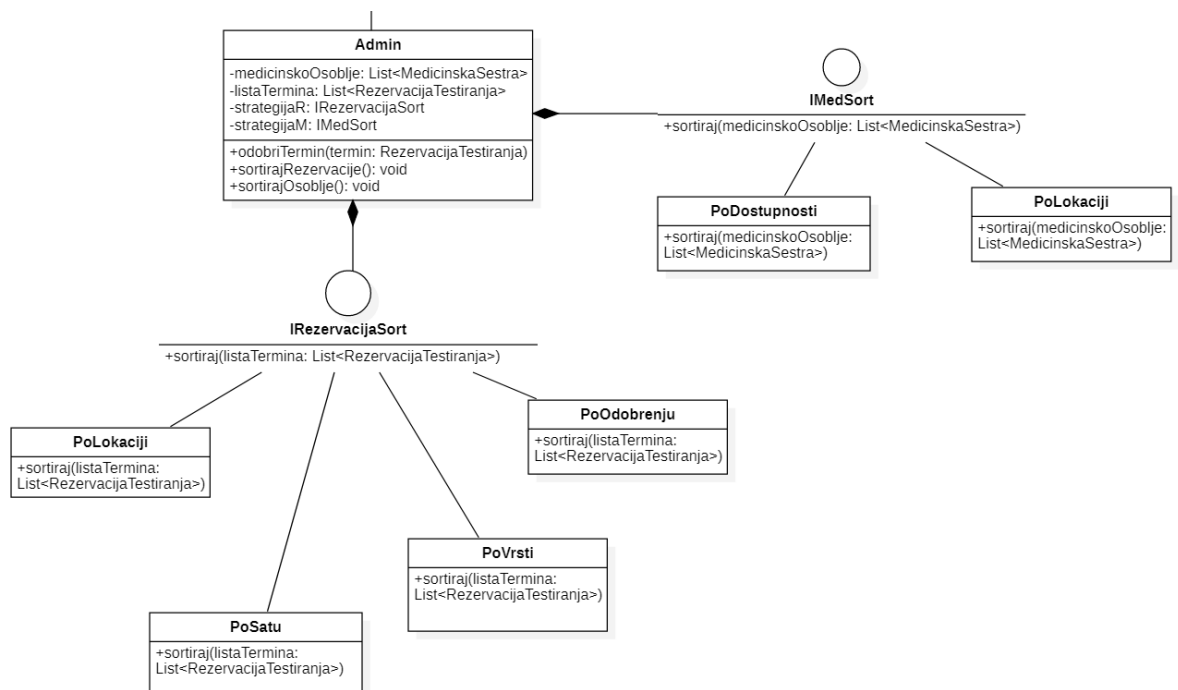 Admin
-medicinskoOsoblje: List<MedicinskaSestra>
-listaTermina: List<RezervacijaTestiranja>
-strategijaR: IRezervacijaSort
-strategijaM: IMedSort
+odobriTermin(termin: RezervacijaTestiranja)
+sortirajRezervacije(): void
+sortirajOsoblje(): void
IMedSort
+sortiraj(medicinskoOsoblje: List<MedicinskaSestra>)
PoDostupnosti
+sortiraj(medicinskoOsoblje:
List<MedicinskaSestra>)
PoLokaciji
+sortiraj(medicinskoOsoblje:
List<MedicinskaSestra>)
IRezervacijaSort
+sortiraj(listaTermina: List<RezervacijaTestiranja>)
PoLokaciji
+sortiraj(listaTermina:
List<RezervacijaTestiranja>)
PoOdobrenju
+sortiraj(listaTermina:
List<RezervacijaTestiranja>)
PoVrsti
+sortiraj(listaTermina:
List<RezervacijaTestiranja>)
PoSatu
+sortiraj(listaTermina:
List<RezervacijaTestiranja>)